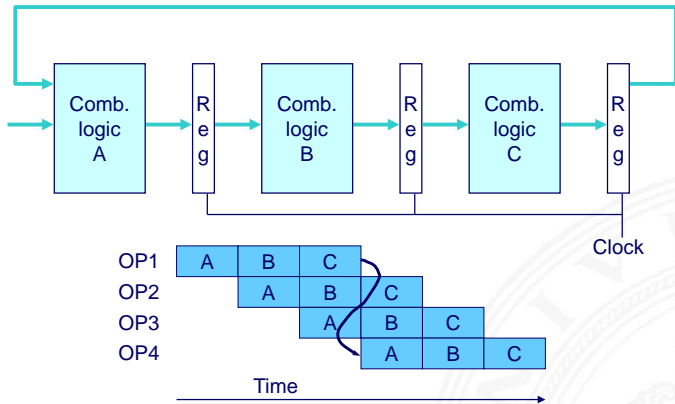 Comb.
logic
A
R
e
g
Comb.
logic
B
R
e
g
Comb.
logic
C
R
e
g
Clock
OP1 A B C
OP2 A B C
OP3 A B C
OP4 A B C
Time